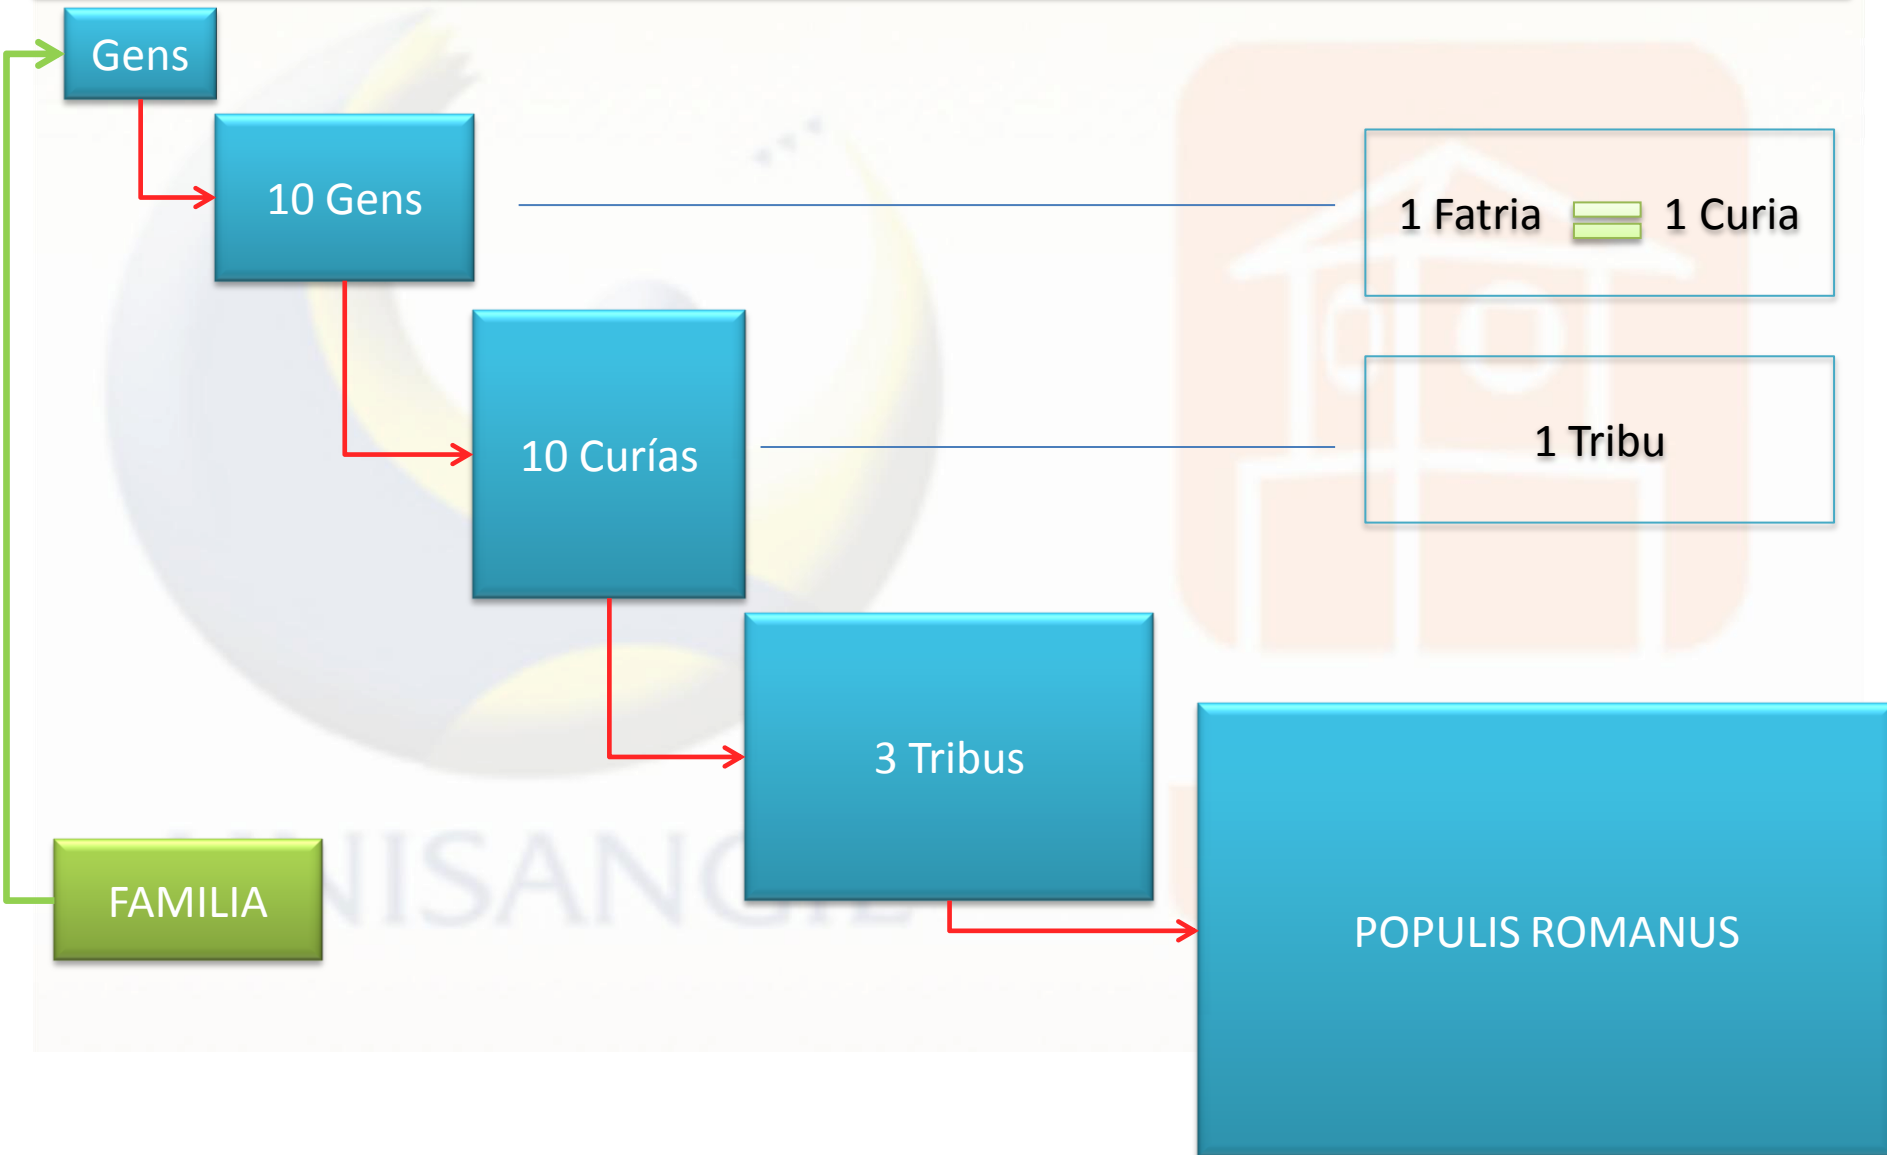 Gens
10 Gens
1 Fatria = 1 Curia
10 Curías
1 Tribu
3 Tribus
FAMILIA
POPULIS ROMANUS